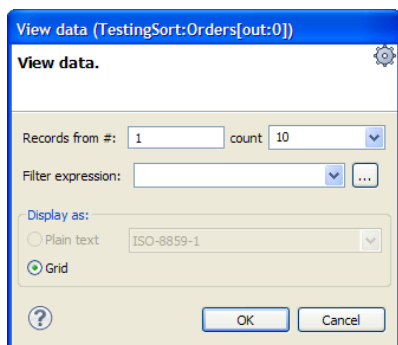 View data (TestingSort:Orders[out:0])
View data.
Records from #: 1 count 10
Filter expression: ...
Display as:
Plain text ISO-8859-1
Grid
? OK Cancel